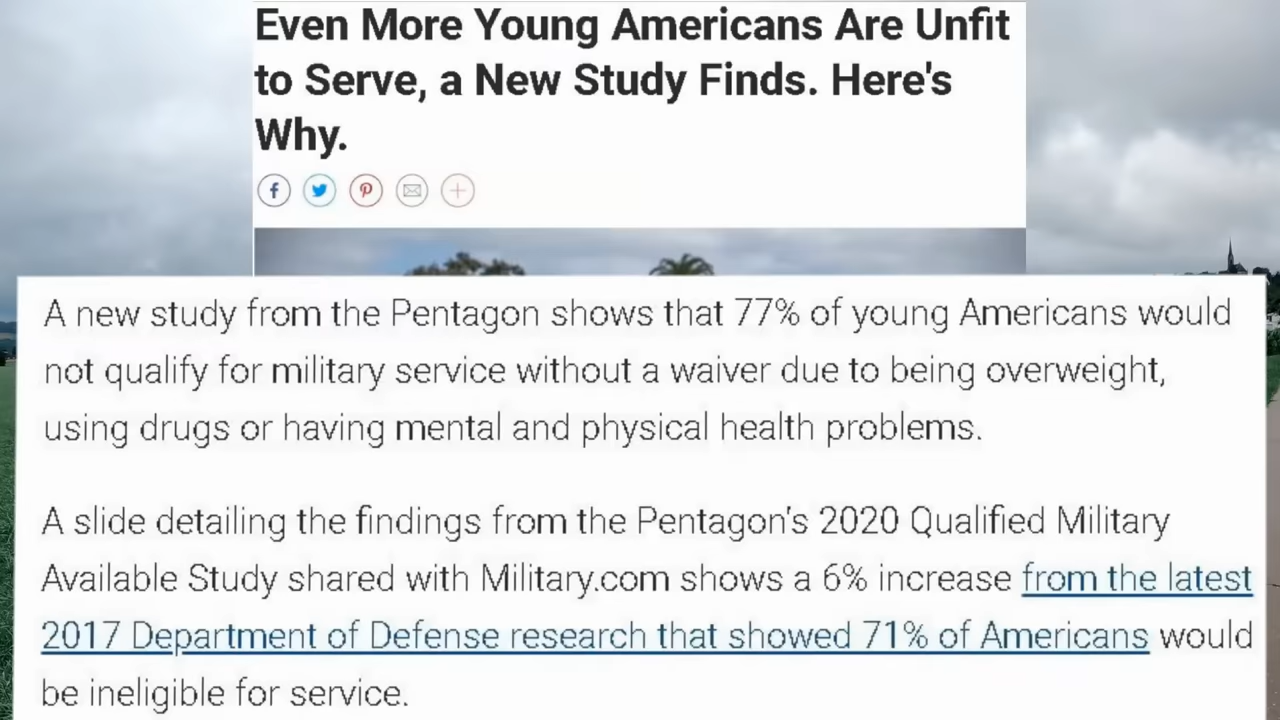 Even More Young Americans Are Unfit
to Serve, a New Study Finds. Here's
Why.
A new study from the Pentagon shows that 77% of young Americans would
not qualify for military service without a waiver due to being overweight,
using drugs or having mental and physical health problems.
A slide detailing the findings from the Pentagon's 2020 Qualified Military
Available Study shared with Military.com shows a 6% increase from the latest
2017 Department of Defense research that showed 71% of Americans would
be ineligible for service.